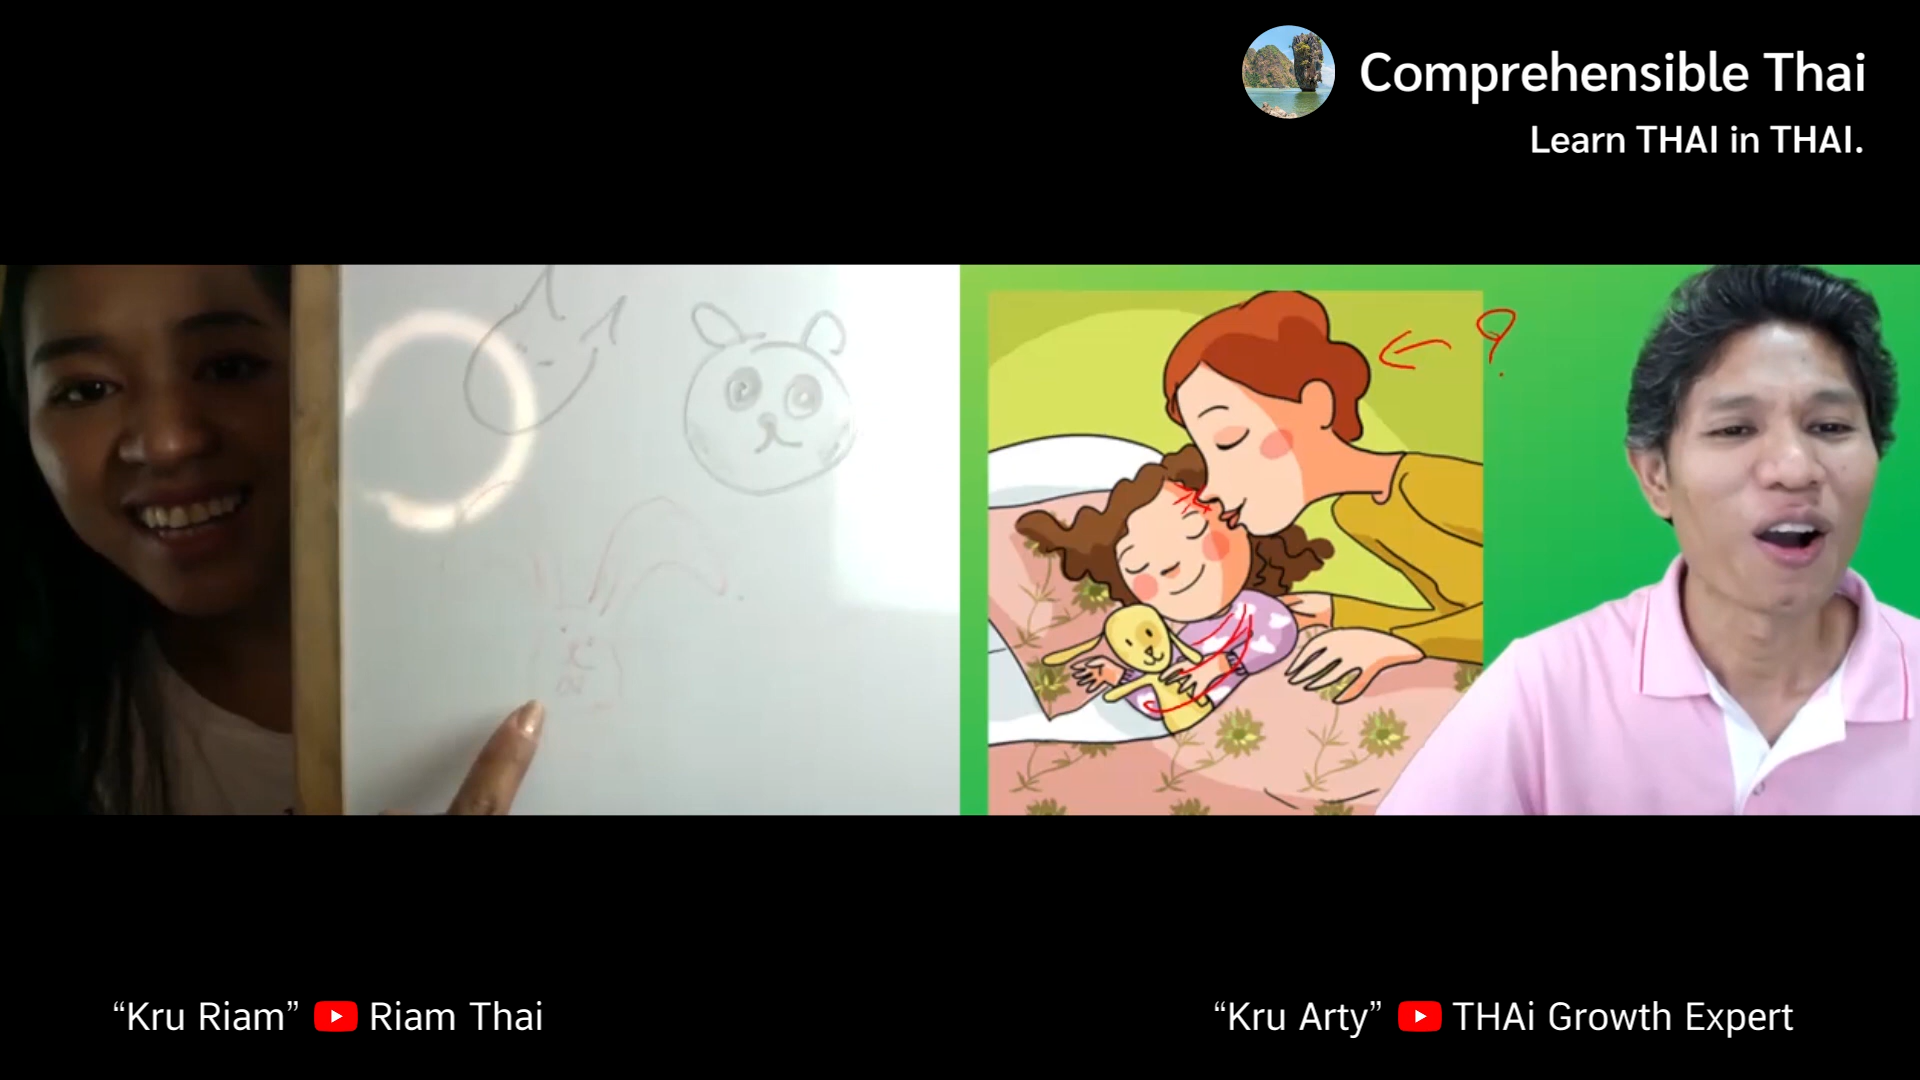 Comprehensible Thai
Learn THAI in THAI.
?
“Kru Riam” Riam Thai
“Kru Arty” THAi Growth Expert